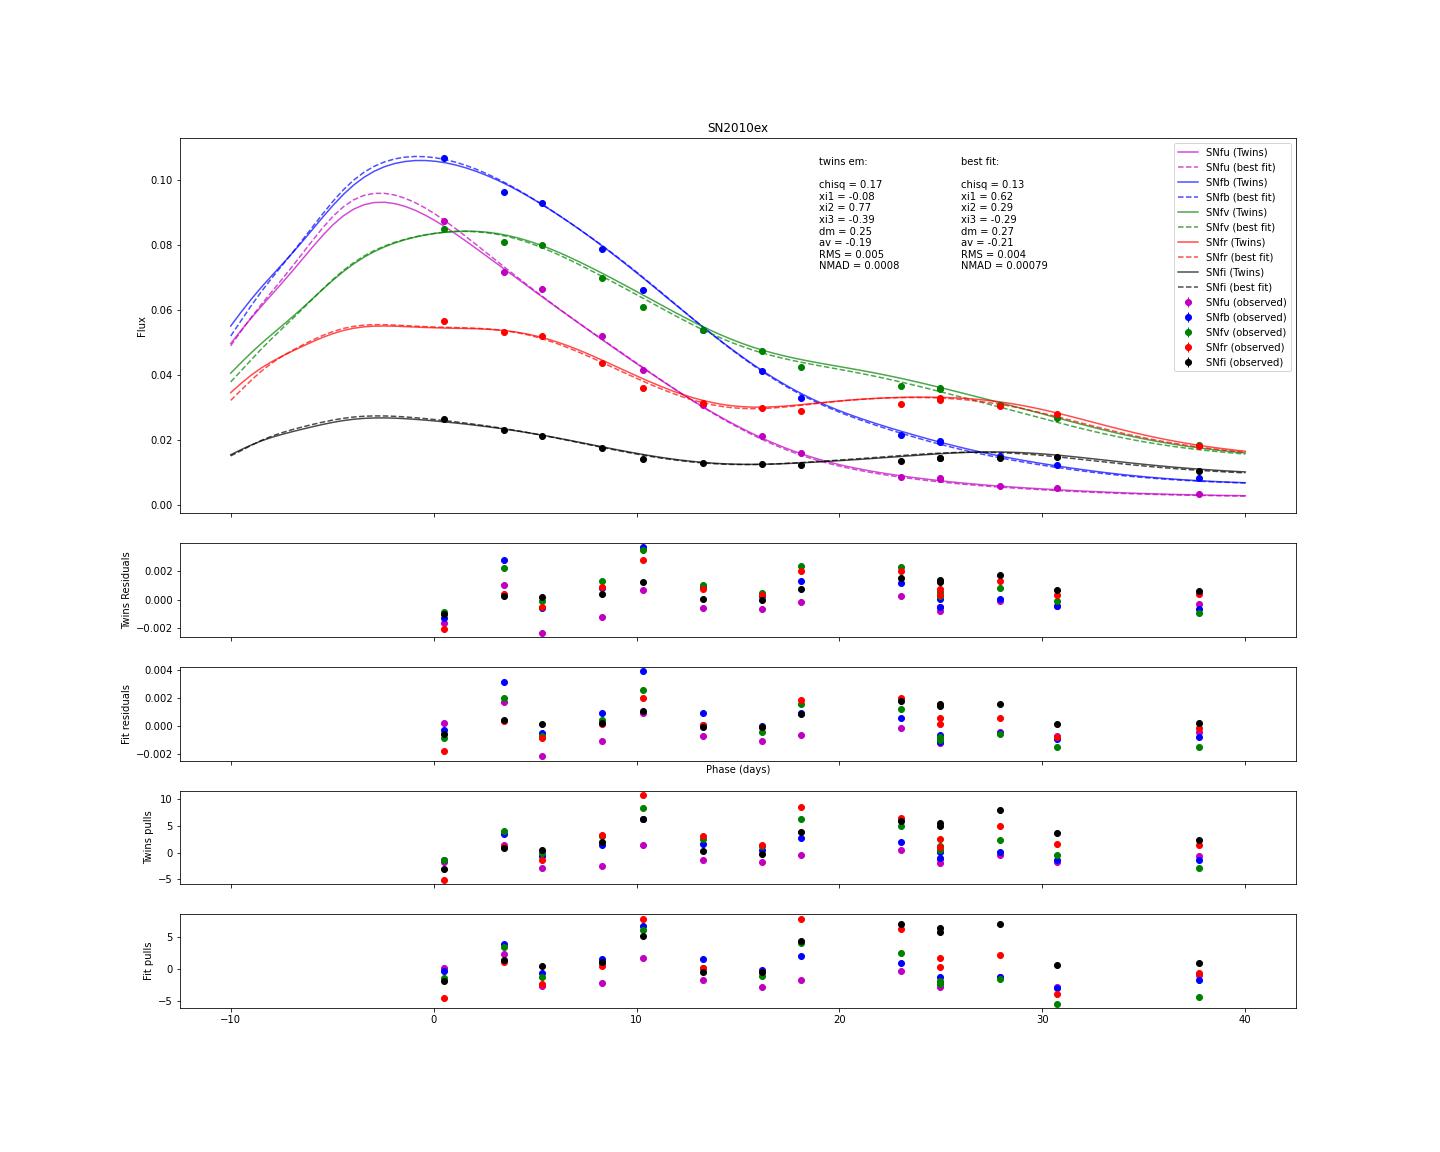 SN2010ex
Flux
0.10
0.08
0.06
0.04
0.02
0.00
twins em:
chisq = 0.17
xi1 = -0.08
xi2 = 0.77
xi3 = -0.39
dm = 0.25
av = -0.19
RMS = 0.005
NMAD = 0.0008
best fit:
chisq = 0.13
xi1 = 0.62
xi2 = 0.29
xi3 = -0.29
dm = 0.27
av = -0.21
RMS = 0.004
NMAD = 0.00079
SNfu (Twins)
SNfu (best fit)
SNfb (Twins)
SNfb (best fit)
SNfv (Twins)
SNfv (best fit)
SNfr (Twins)
SNfr (best fit)
SNfi (Twins)
SNfi (best fit)
SNfu (observed)
SNfb (observed)
SNfv (observed)
SNfr (observed)
SNfi (observed)
Twins Residuals
0.002
0.000
−0.002
Fit residuals
0.004
0.002
0.000
−0.002
Phase (days)
Twins pulls
10
5
0
−5
Fit pulls
5
0
−5
−10
0
10
20
30
40